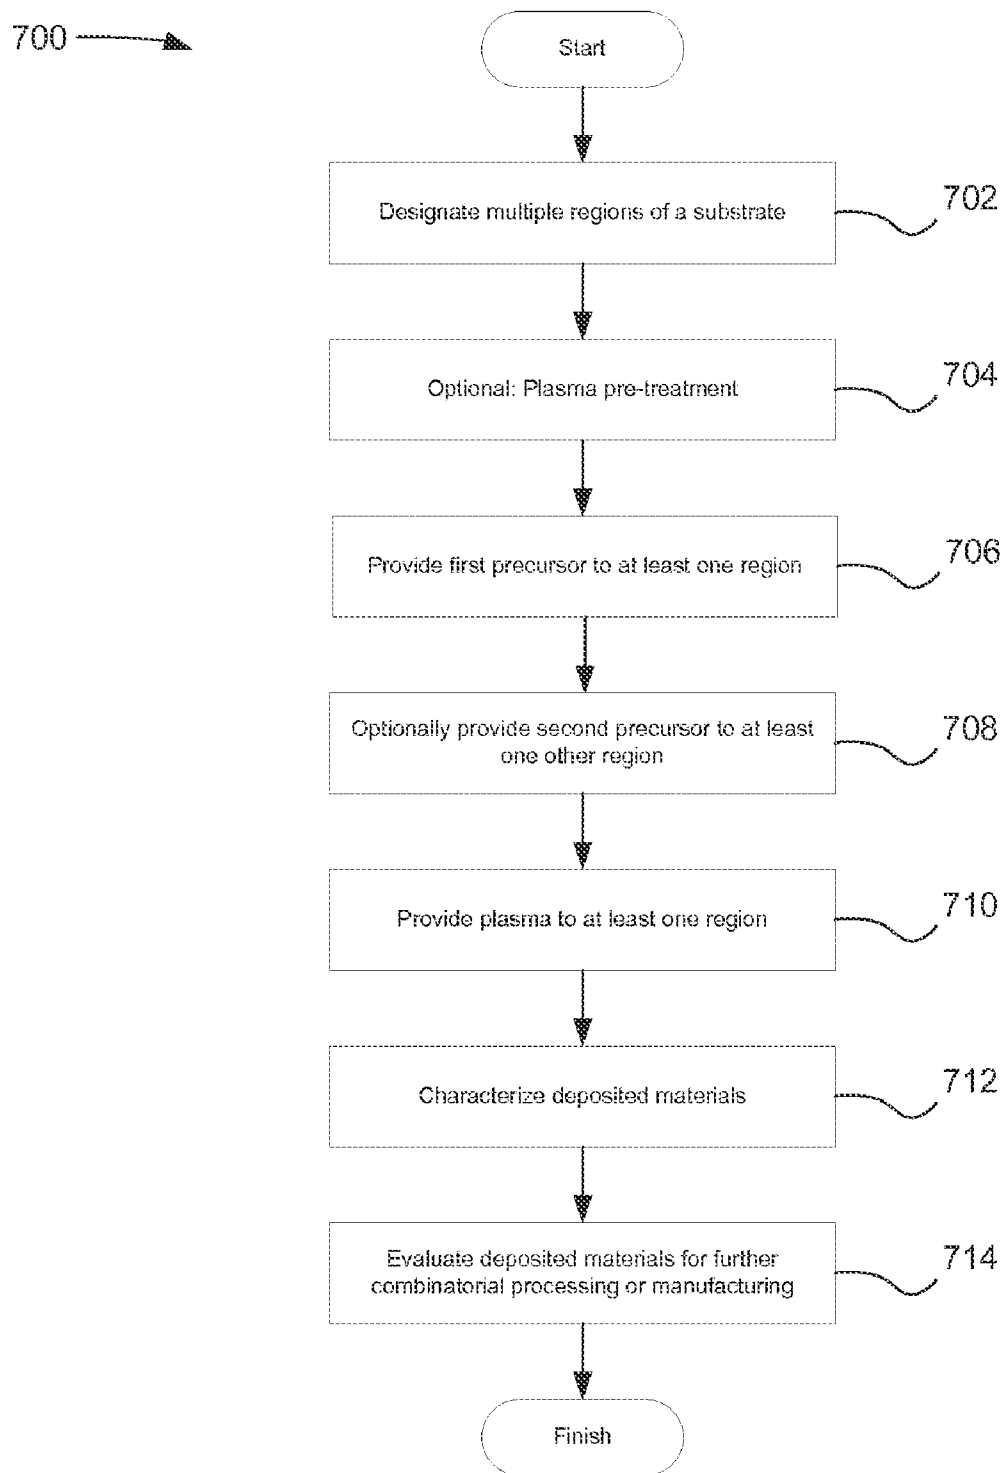 700
Start
Designate multiple regions of a substrate
702
Optional: Plasma pre-treatment
704
Provide first precursor to at least one region
706
Optionally provide second precursor to at least
one other region
708
Provide plasma to at least one region
710
Characterize deposited materials
712
Evaluate deposited materials for further
combinatorial processing or manufacturing
714
Finish